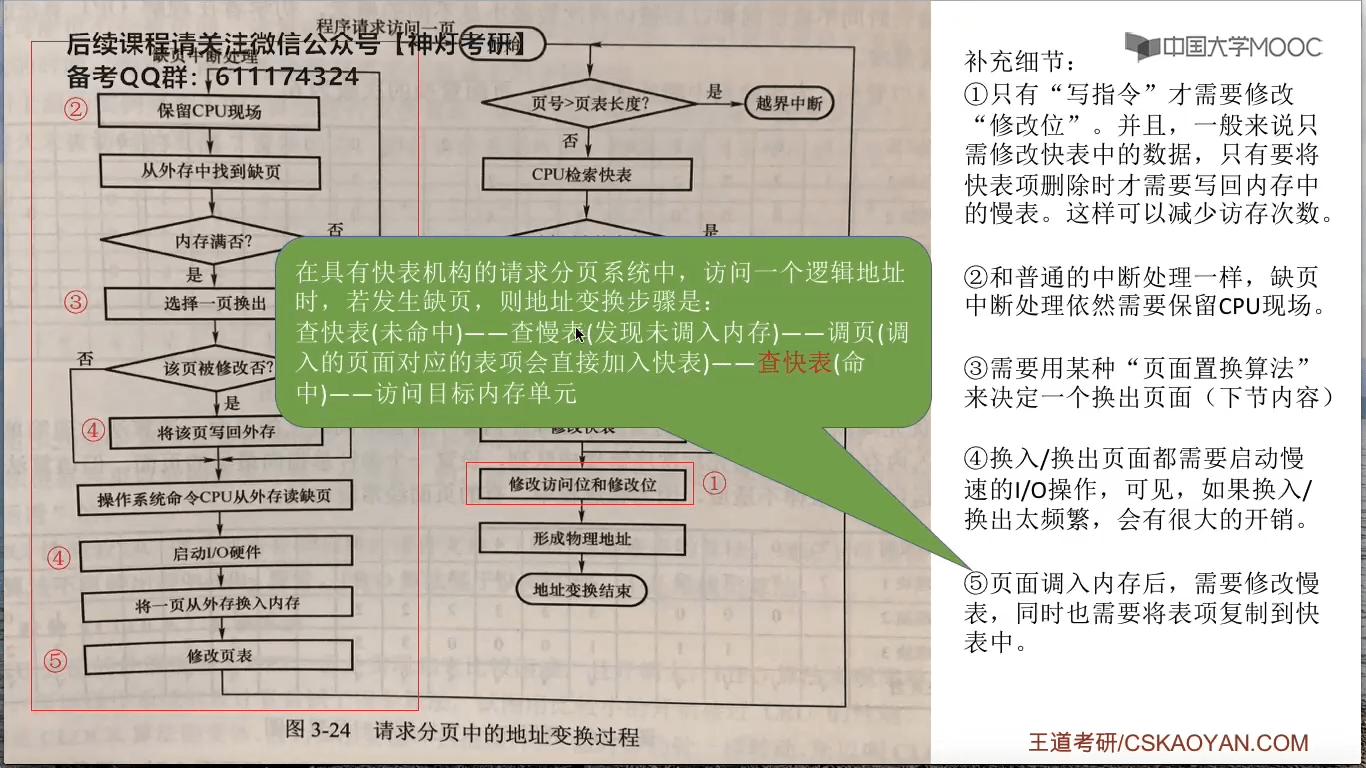 程序请求访问一页
后续课程请关注微信公众号【神灯考研】
缺页中断处理
备考QQ群：611174324
②
保留CPU现场
从外存中找到缺页
内存满否?
否
是
③
选择一页换出
否
该页被修改否?
是
④
将该页写回外存
操作系统命令CPU从外存读缺页
④
启动I/O硬件
将一页从外存换入内存
⑤
修改页表
页号>页表长度?
是
越界中断
否
CPU检索快表
是
在具有快表机构的请求分页系统中，访问一个逻辑地址
时，若发生缺页，则地址变换步骤是：
查快表(未命中)——查慢表(发现未调入内存)——调页(调
入的页面对应的表项会直接加入快表)——查快表(命
中)——访问目标内存单元
修改快表
修改访问位和修改位
①
形成物理地址
地址变换结束
图 3-24 请求分页中的地址变换过程
中国大学MOOC
补充细节：
①只有“写指令”才需要修改
“修改位”。并且，一般来说只
需修改快表中的数据，只有要将
快表项删除时才需要写回内存中
的慢表。这样可以减少访存次数。
②和普通的中断处理一样，缺页
中断处理依然需要保留CPU现场。
③需要用某种“页面置换算法”
来决定一个换出页面（下节内容）
④换入/换出页面都需要启动慢
速的I/O操作，可见，如果换入/
换出太频繁，会有很大的开销。
⑤页面调入内存后，需要修改慢
表，同时也需要将表项复制到快
表中。
王道考研/CSKAOYAN.COM